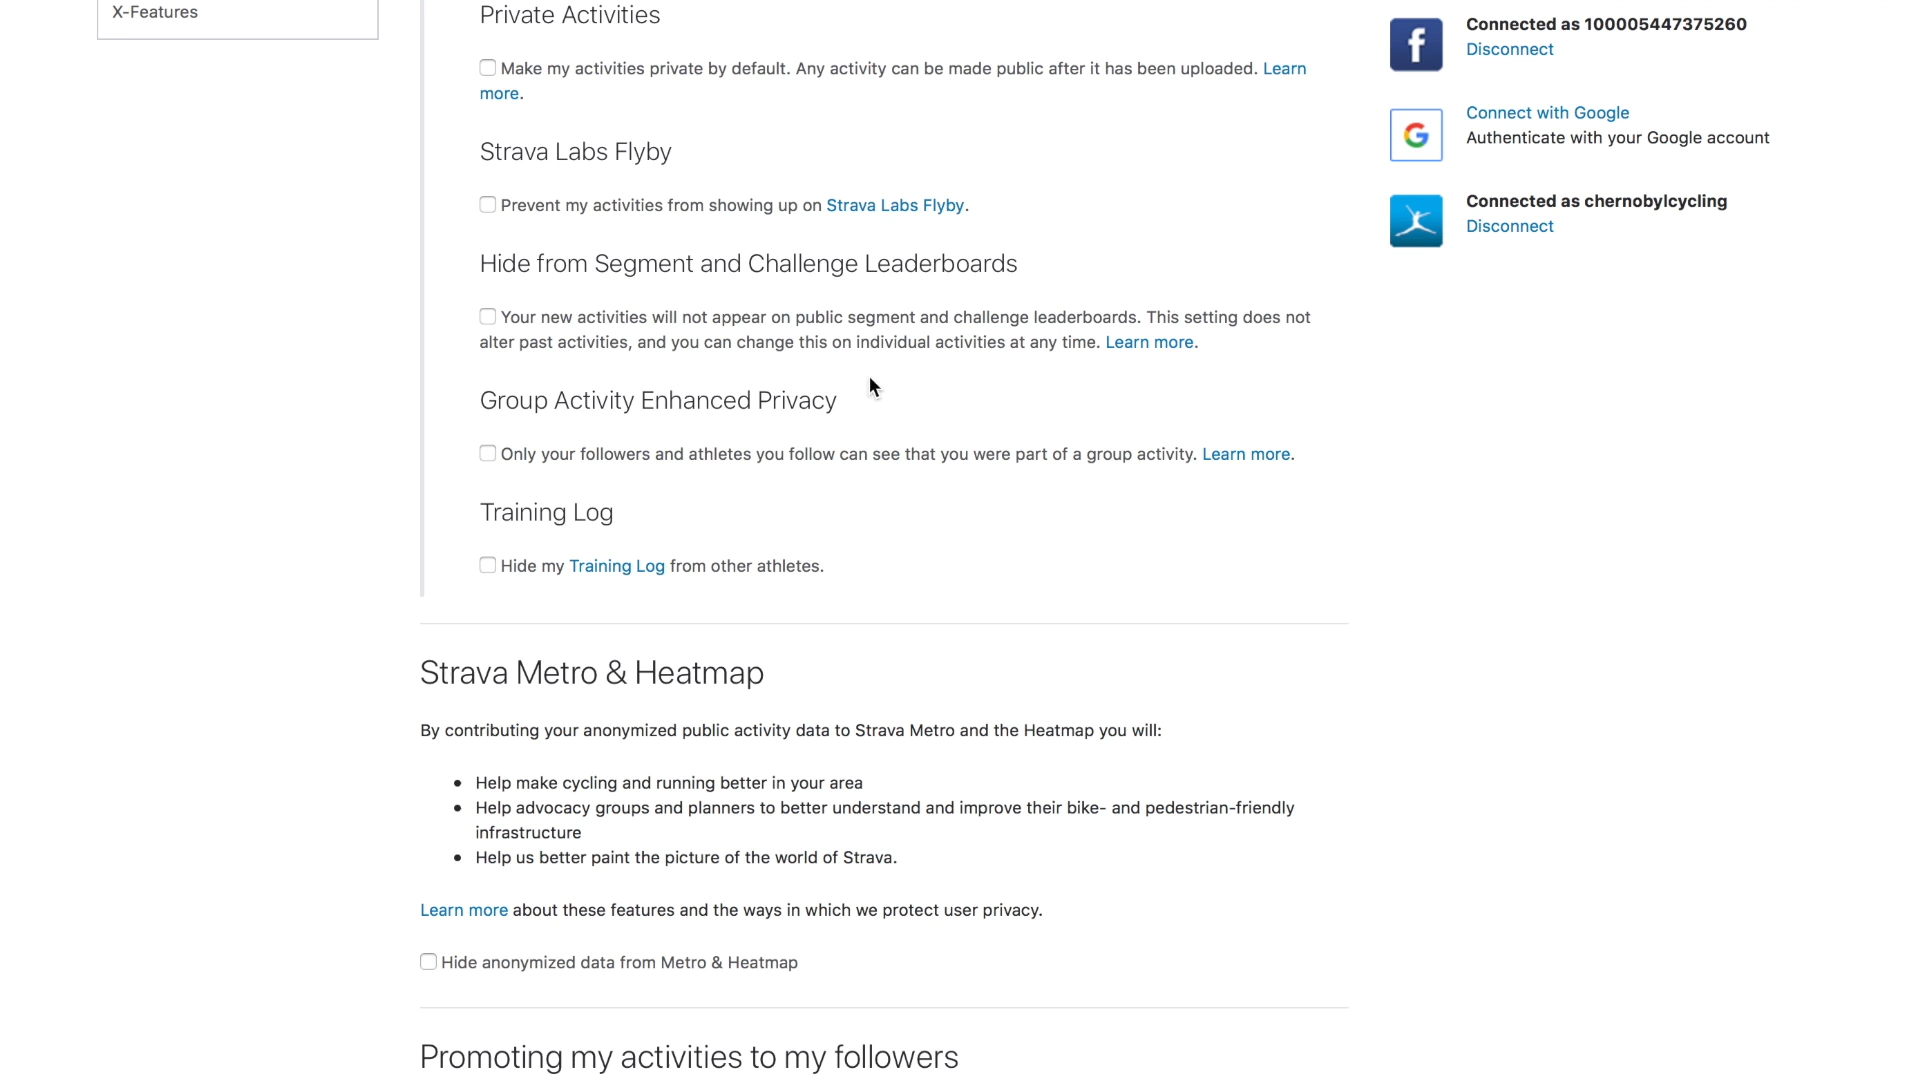 X-Features
Private Activities
Make my activities private by default. Any activity can be made public after it has been uploaded. Learn
more.
Strava Labs Flyby
Prevent my activities from showing up on Strava Labs Flyby.
Hide from Segment and Challenge Leaderboards
Your new activities will not appear on public segment and challenge leaderboards. This setting does not
alter past activities, and you can change this on individual activities at any time. Learn more.
Group Activity Enhanced Privacy
Only your followers and athletes you follow can see that you were part of a group activity. Learn more.
Training Log
Hide my Training Log from other athletes.
Strava Metro & Heatmap
By contributing your anonymized public activity data to Strava Metro and the Heatmap you will:
• Help make cycling and running better in your area
• Help advocacy groups and planners to better understand and improve their bike- and pedestrian-friendly
infrastructure
• Help us better paint the picture of the world of Strava.
Learn more about these features and the ways in which we protect user privacy.
Hide anonymized data from Metro & Heatmap
Promoting my activities to my followers
Connected as 100005447375260
Disconnect
Connect with Google
Authenticate with your Google account
Connected as chernobylcycling
Disconnect